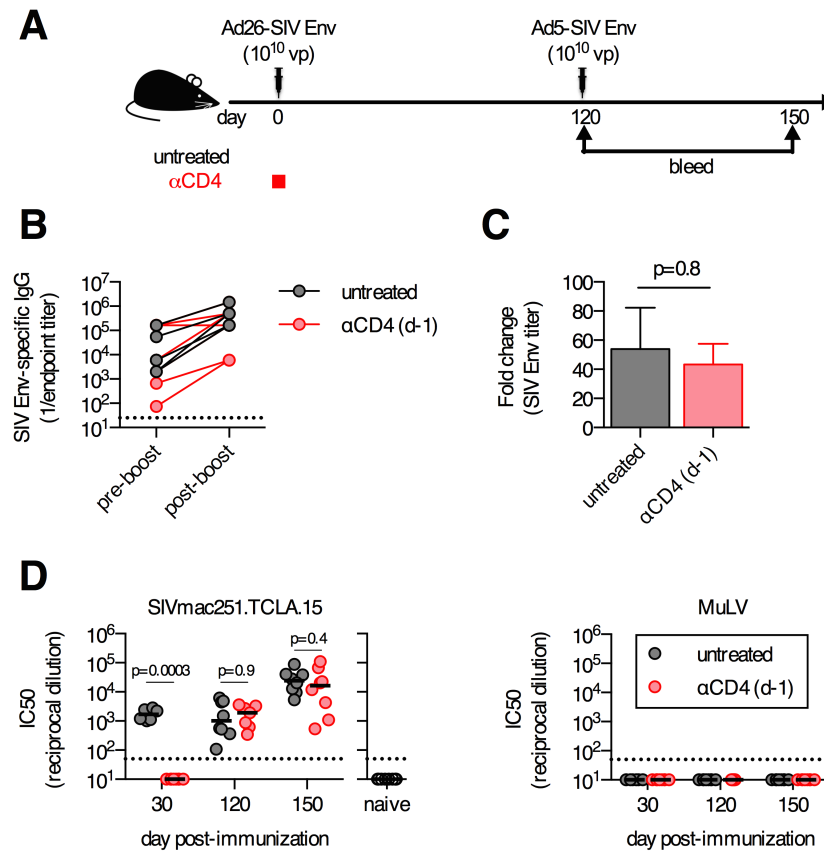 A
Ad26-SIV Env
(10¹⁰ vp)
Ad5-SIV Env
(10¹⁰ vp)
day
0
120
150
untreated
αCD4
bleed
B
SIV Env-specific IgG
(1/endpoint titer)
10⁷
10⁶
10⁵
10⁴
10³
10²
10¹
pre-boost
post-boost
untreated
αCD4 (d-1)
C
Fold change
(SIV Env titer)
p=0.8
100
80
60
40
20
0
untreated
αCD4 (d-1)
D
SIVmac251.TCLA.15
IC50
(reciprocal dilution)
10⁶
10⁵
10⁴
10³
10²
10¹
p=0.0003
p=0.9
p=0.4
30
120
150
naive
day post-immunization
MuLV
IC50
(reciprocal dilution)
10⁶
10⁵
10⁴
10³
10²
10¹
untreated
αCD4 (d-1)
30
120
150
day post-immunization